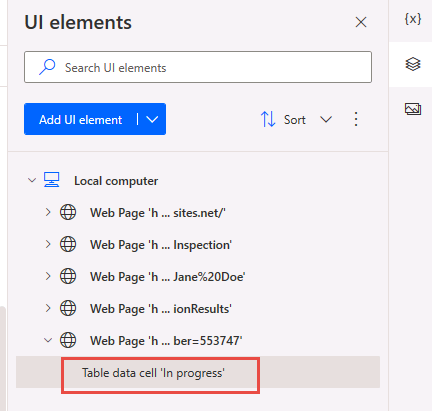 UI elements
Search UI elements
Add UI element
Sort
{x}
Local computer
Web Page 'h ... sites.net/'
Web Page 'h ... Inspection'
Web Page 'h ... Jane%20Doe'
Web Page 'h ... ionResults'
Web Page 'h ... ber=553747'
Table data cell 'In progress'